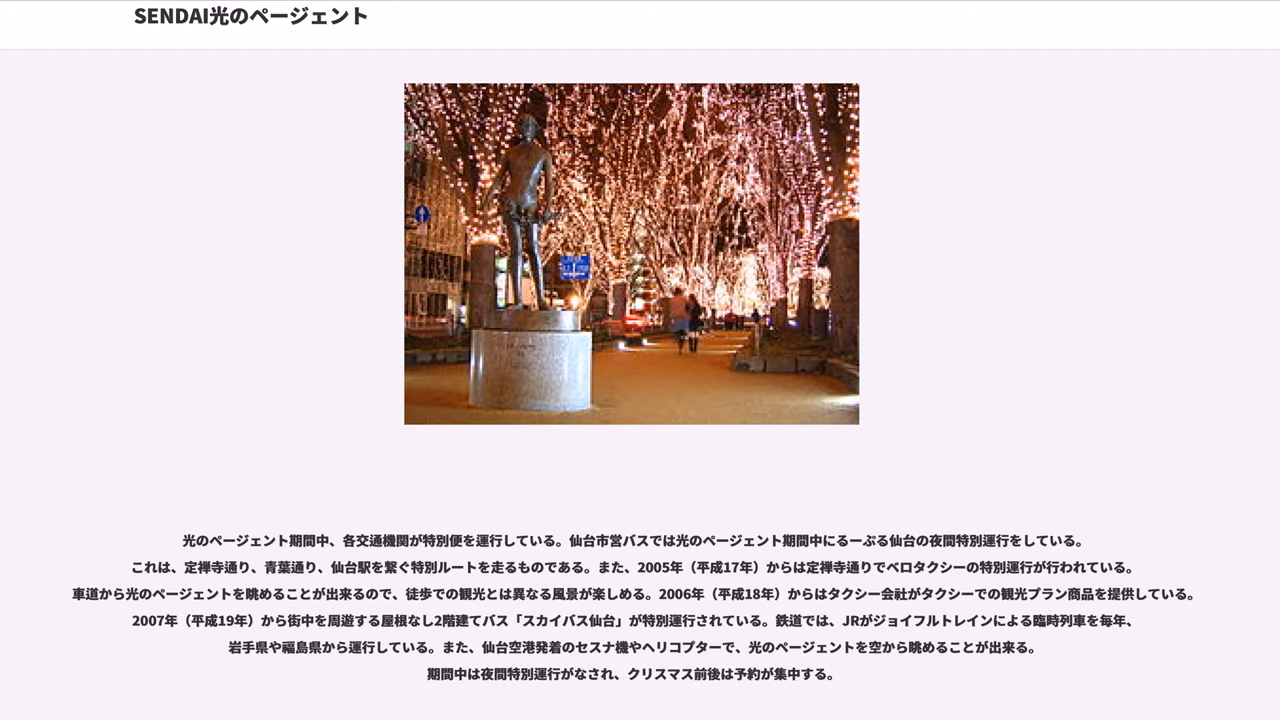 SENDAI光のページェント
光のページェント期間中、各交通機関が特別便を運行している。仙台市営バスでは光のページェント期間中にるーぷる仙台の夜間特別運行をしている。
これは、定禅寺通り、青葉通り、仙台駅を繋ぐ特別ルートを走るものである。また、2005年（平成17年）からは定禅寺通りでベロタクシーの特別運行が行われている。
車道から光のページェントを眺めることが出来るので、徒歩での観光とは異なる風景が楽しめる。2006年（平成18年）からはタクシー会社がタクシーでの観光プラン商品を提供している。
2007年（平成19年）から街中を周遊する屋根なし2階建てバス「スカイバス仙台」が特別運行されている。鉄道では、JRがジョイフルトレインによる臨時列車を毎年、
岩手県や福島県から運行している。また、仙台空港発着のセスナ機やヘリコプターで、光のページェントを空から眺めることが出来る。
期間中は夜間特別運行がなされ、クリスマス前後は予約が集中する。